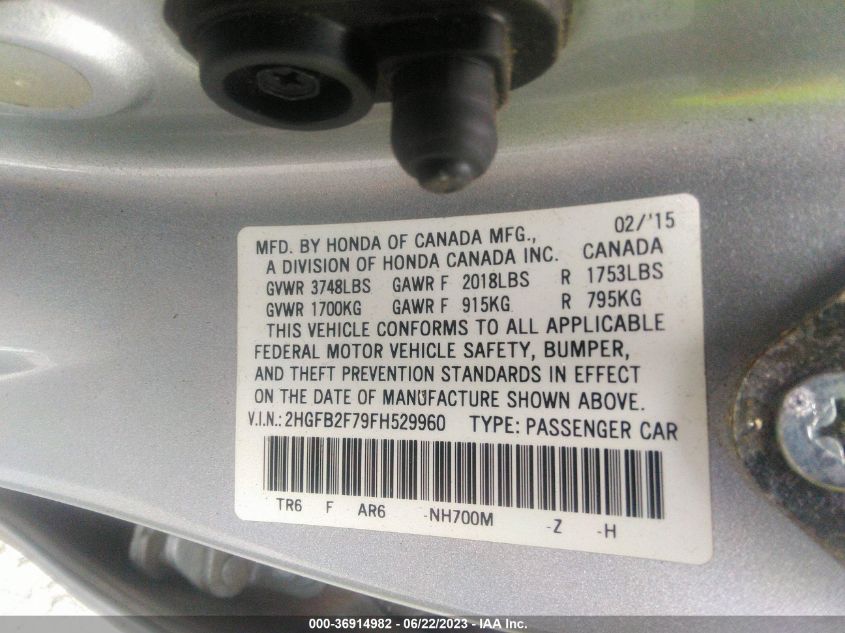 02/'15
MFD. BY HONDA OF CANADA MFG.,
A DIVISION OF HONDA CANADA INC. CANADA
GVWR 3748LBS GAWR F 2018LBS R 1753LBS
GVWR 1700KG GAWR F 915KG R 795KG
THIS VEHICLE CONFORMS TO ALL APPLICABLE
FEDERAL MOTOR VEHICLE SAFETY, BUMPER,
AND THEFT PREVENTION STANDARDS IN EFFECT
ON THE DATE OF MANUFACTURE SHOWN ABOVE.
V.I.N.: 2HGFB2F79FH529960 TYPE: PASSENGER CAR
TR6 F AR6 -NH700M -Z -H
000-36914982 - 06/22/2023 - IAA Inc.